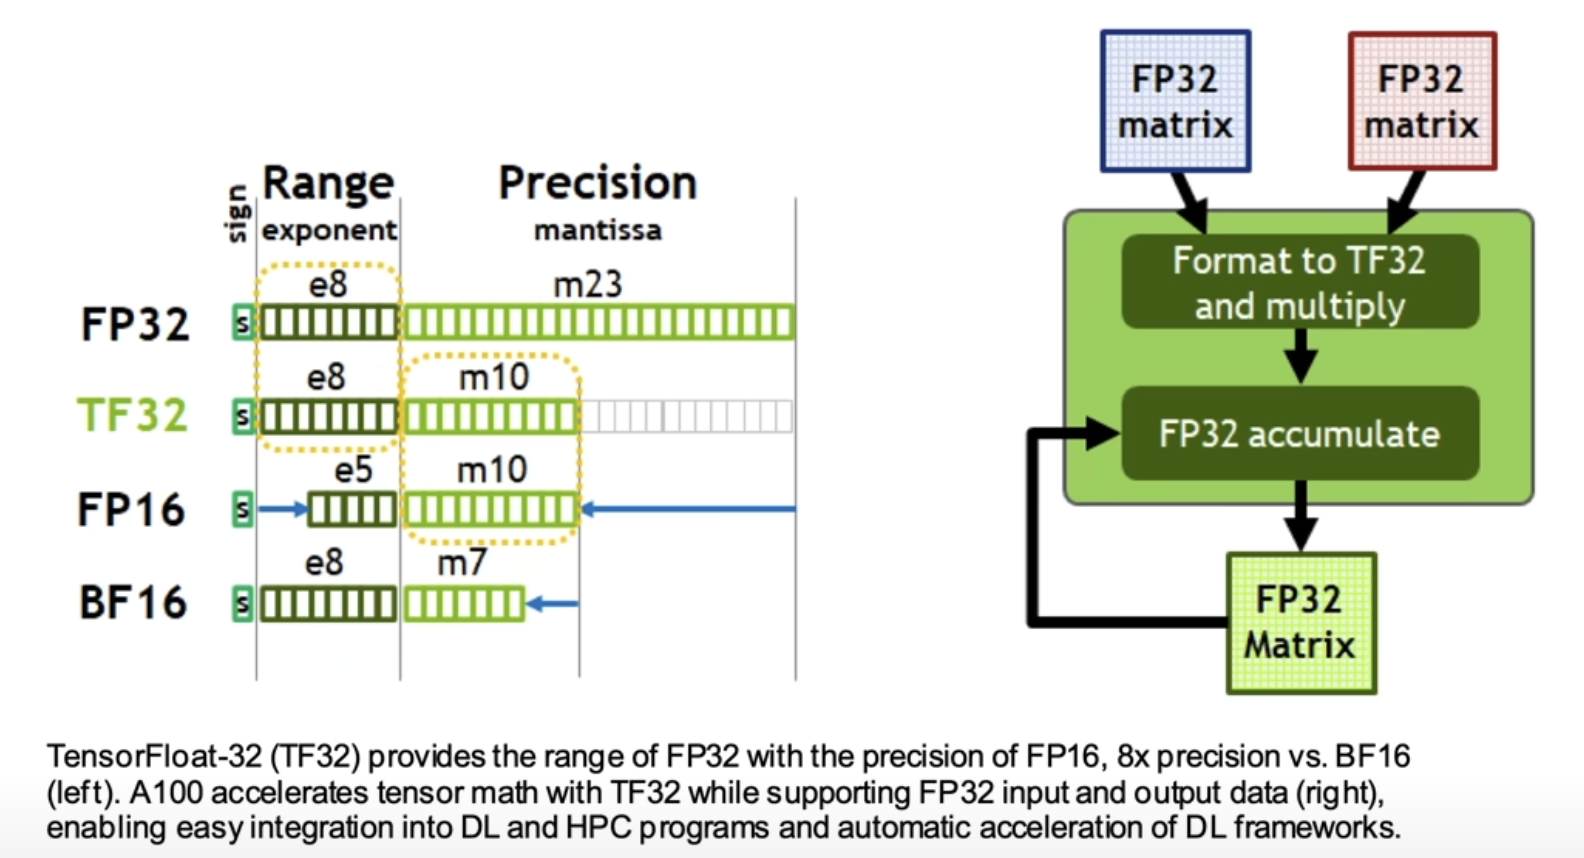 sign
Range
Precision
exponent
mantissa
e8
m23
FP32
s
e8
m10
TF32
s
e5
m10
FP16
s
e8
m7
BF16
s
FP32
matrix
FP32
matrix
Format to TF32
and multiply
FP32 accumulate
FP32
Matrix
TensorFloat-32 (TF32) provides the range of FP32 with the precision of FP16, 8x precision vs. BF16
(left). A100 accelerates tensor math with TF32 while supporting FP32 input and output data (right),
enabling easy integration into DL and HPC programs and automatic acceleration of DL frameworks.